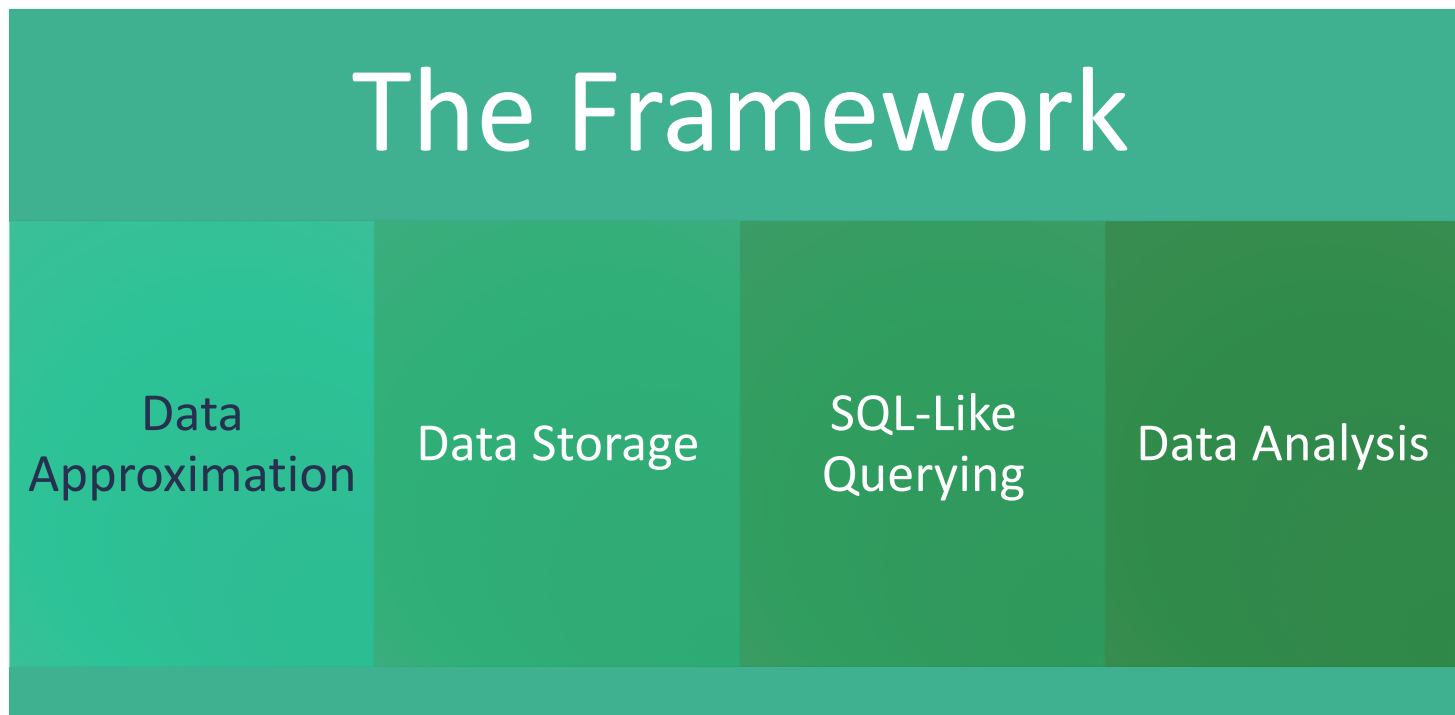 The Framework
Data
Approximation
Data Storage
SQL-Like
Querying
Data Analysis